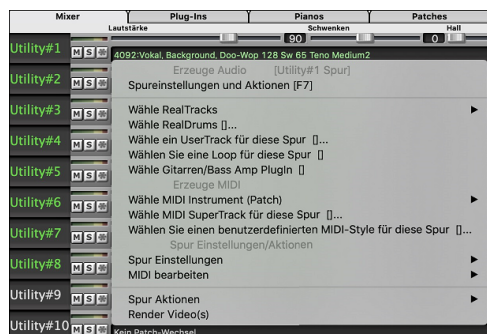 Mixer Plug-Ins Pianos Patches
Lautstärke Schwenken Hall
90 0
Utility#1 M S 4092:Vokal, Background, Doo-Wop 128 Sw 65 Teno Medium2
Erzeuge Audio [Utility#1 Spur]
Utility#2 M S Spureinstellungen und Aktionen [F7]
Utility#3 M S Wähle RealTracks
Wähle RealDrums []...
Utility#4 M S Wähle ein UserTrack für diese Spur []...
Wählen Sie eine Loop für diese Spur []
Utility#5 M S Wähle Gitarren/Bass Amp PlugIn []
Erzeuge MIDI
Utility#6 M S Wähle MIDI Instrument (Patch)
Wähle MIDI SuperTrack für diese Spur []...
Utility#7 M S Wählen Sie einen benutzerdefinierten MIDI-Style für diese Spur []...
Spur Einstellungen/Aktionen
Utility#8 M S Spur Einstellungen
MIDI bearbeiten
Utility#9 M S Spur Aktionen
Render Video(s)
Utility#10 M S Kein Patch-Wechsel